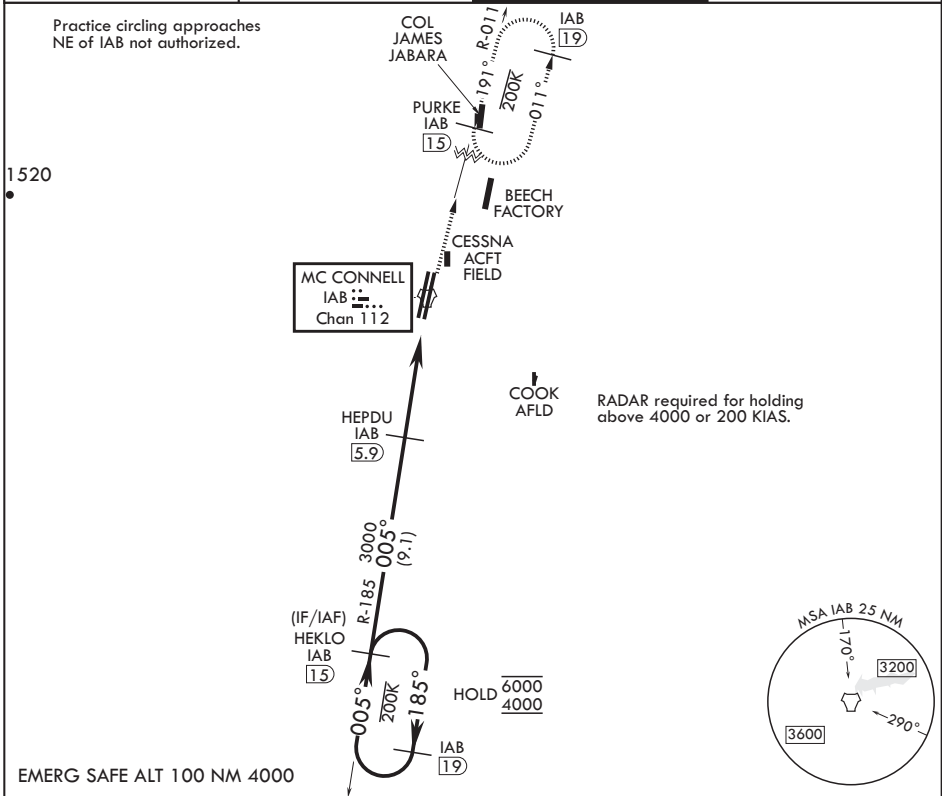 Practice circling approaches
NE of IAB not authorized.
COL
JAMES
JABARA
191° R-011
200K
011°
IAB
19
PURKE
IAB
15
1520
BEECH
FACTORY
CESSNA
ACFT
FIELD
MC CONNELL
IAB
Chan 112
COOK
AFLD
RADAR required for holding
above 4000 or 200 KIAS.
HEPDU
IAB
5.9
R-185 3000
005°
(9.1)
(IF/IAF)
HEKLO
IAB
15
005°
200K
185°
HOLD 6000
4000
IAB
19
MSA IAB 25 NM
170°
3200
290°
3600
EMERG SAFE ALT 100 NM 4000